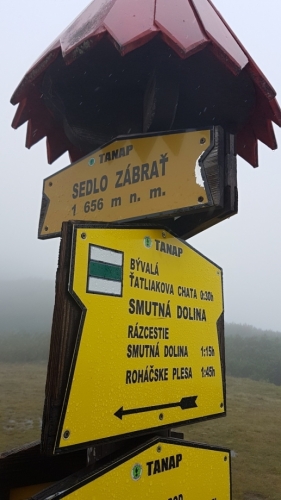 TANAP
SEDLO ZÁBRAŤ
1 656 m n. m.
TANAP
BÝVALÁ
ŤATLIAKOVA CHATA 0:30h
SMUTNÁ DOLINA
RÁZCESTIE
SMUTNÁ DOLINA 1:15h
ROHÁČSKE PLESA 1:45h
TANAP